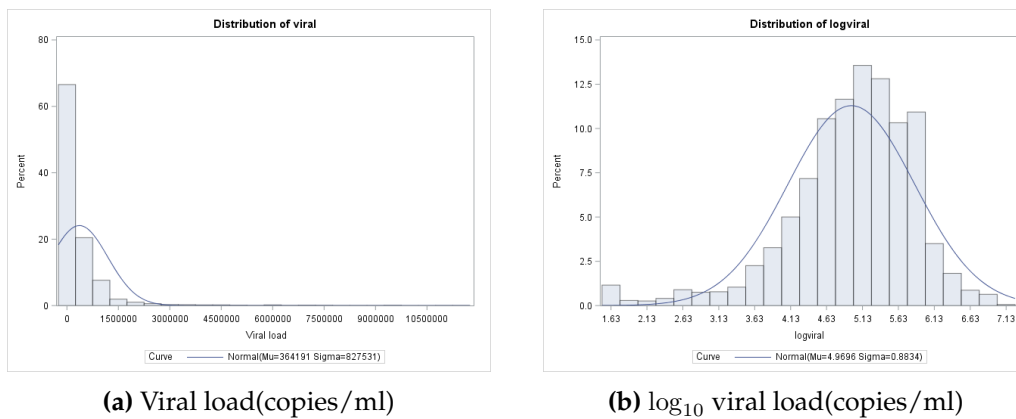 Distribution of viral
80
60
40
20
0
Percent
0 1500000 3000000 4500000 6000000 7500000 9000000 10500000
Viral load
Curve Normal(Mu=364191 Sigma=827531)
(a) Viral load(copies/ml)
Distribution of logviral
15.0
12.5
10.0
7.5
5.0
2.5
0.0
Percent
1.63 2.13 2.63 3.13 3.63 4.13 4.63 5.13 5.63 6.13 6.63 7.13
logviral
Curve Normal(Mu=4.9696 Sigma=0.8834)
(b) log₁₀ viral load(copies/ml)